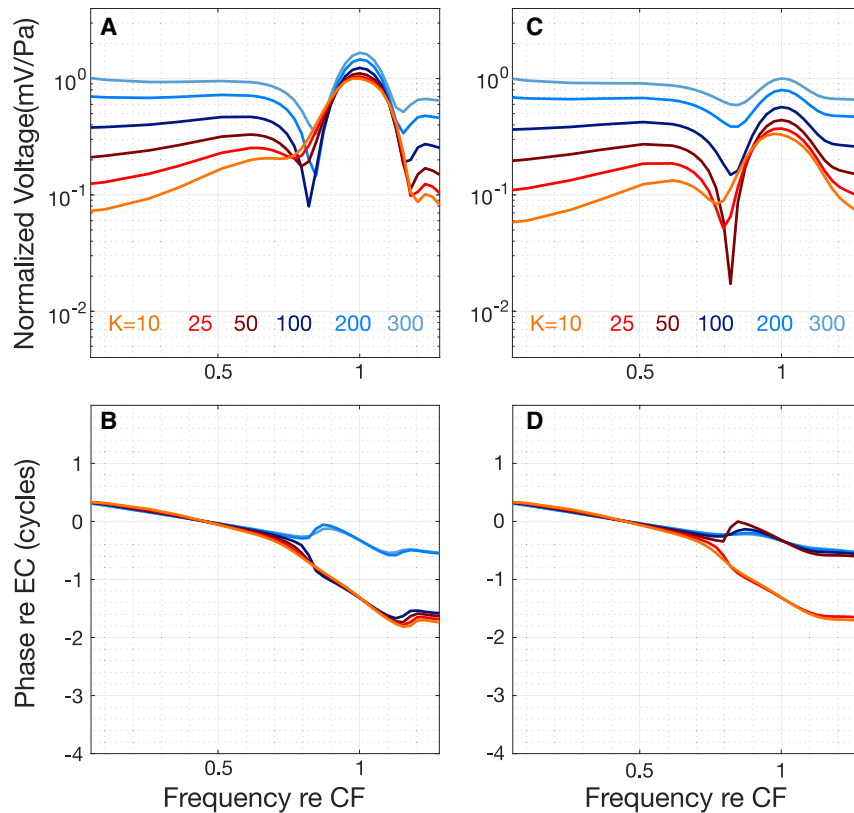 A
C
Normalized Voltage(mV/Pa)
10^0
10^-1
10^-2
10^0
10^-1
10^-2
K=10 25 50 100 200 300
K=10 25 50 100 200 300
0.5 1
0.5 1
B
D
Phase re EC (cycles)
1
0
-1
-2
-3
-4
1
0
-1
-2
-3
-4
0.5 1
0.5 1
Frequency re CF
Frequency re CF